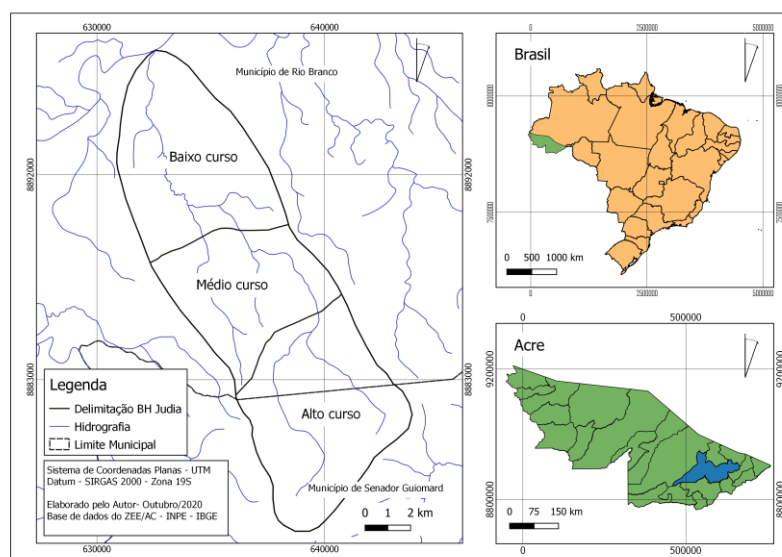 630000
640000
Município de Rio Branco
Baixo curso
8892000
8892000
Médio curso
8883000
8883000
Alto curso
Legenda
Delimitação BH Judia
Hidrografia
Limite Municipal
Sistema de Coordenadas Planas - UTM
Datum - SIRGAS 2000 - Zona 19S
Elaborado pelo Autor- Outubro/2020
Base de dados do ZEE/AC - INPE - IBGE
Município de Senador Guiomard
0 1 2 km
630000
640000
0
2500000
5000000
Brasil
7500000
7500000
0 500 1000 km
0
2500000
5000000
0
500000
Acre
9200000
9200000
8800000
8800000
0 75 150 km
0
500000